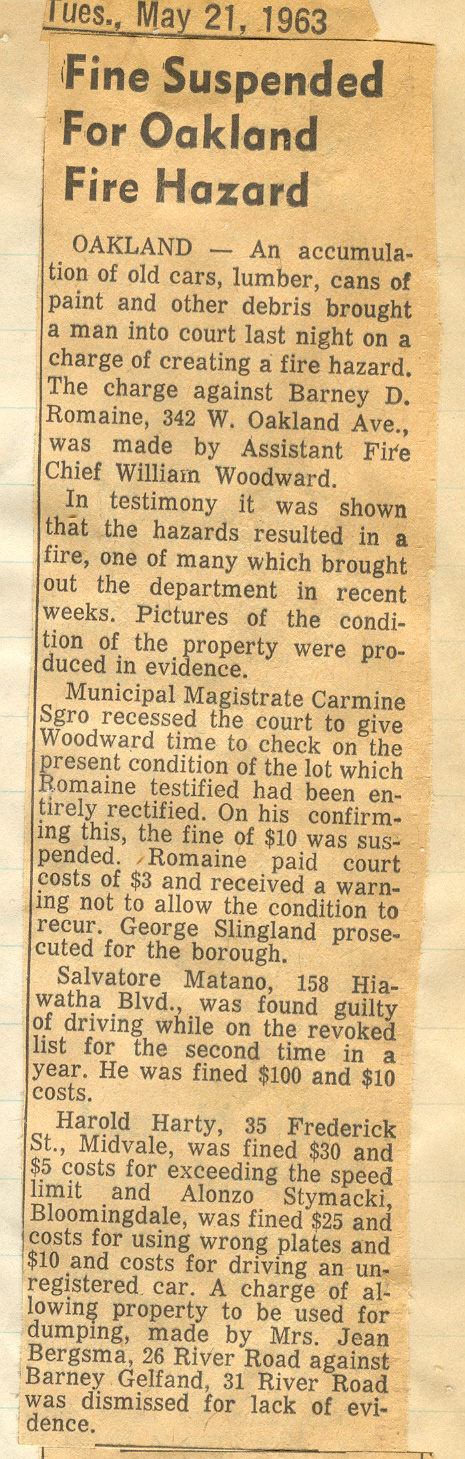 Tues., May 21, 1963
Fine Suspended
For Oakland
Fire Hazard
OAKLAND — An accumula-
tion of old cars, lumber, cans of
paint and other debris brought
a man into court last night on a
charge of creating a fire hazard.
The charge against Barney D.
Romaine, 342 W. Oakland Ave.,
was made by Assistant Fire
Chief William Woodward.
In testimony it was shown
that the hazards resulted in a
fire, one of many which brought
out the department in recent
weeks. Pictures of the condi-
tion of the property were pro-
duced in evidence.
Municipal Magistrate Carmine
Sgro recessed the court to give
Woodward time to check on the
present condition of the lot which
Romaine testified had been en-
tirely rectified. On his confirm-
ing this, the fine of $10 was sus-
pended. Romaine paid court
costs of $3 and received a warn-
ing not to allow the condition to
recur. George Slingland prose-
cuted for the borough.
Salvatore Matano, 158 Hia-
watha Blvd., was found guilty
of driving while on the revoked
list for the second time in a
year. He was fined $100 and $10
costs.
Harold Harty, 35 Frederick
St., Midvale, was fined $30 and
$5 costs for exceeding the speed
limit and Alonzo Stymacki,
Bloomingdale, was fined $25 and
costs for using wrong plates and
$10 and costs for driving an un-
registered car. A charge of al-
lowing property to be used for
dumping, made by Mrs. Jean
Bergsma, 26 River Road against
Barney Gelfand, 31 River Road
was dismissed for lack of evi-
dence.